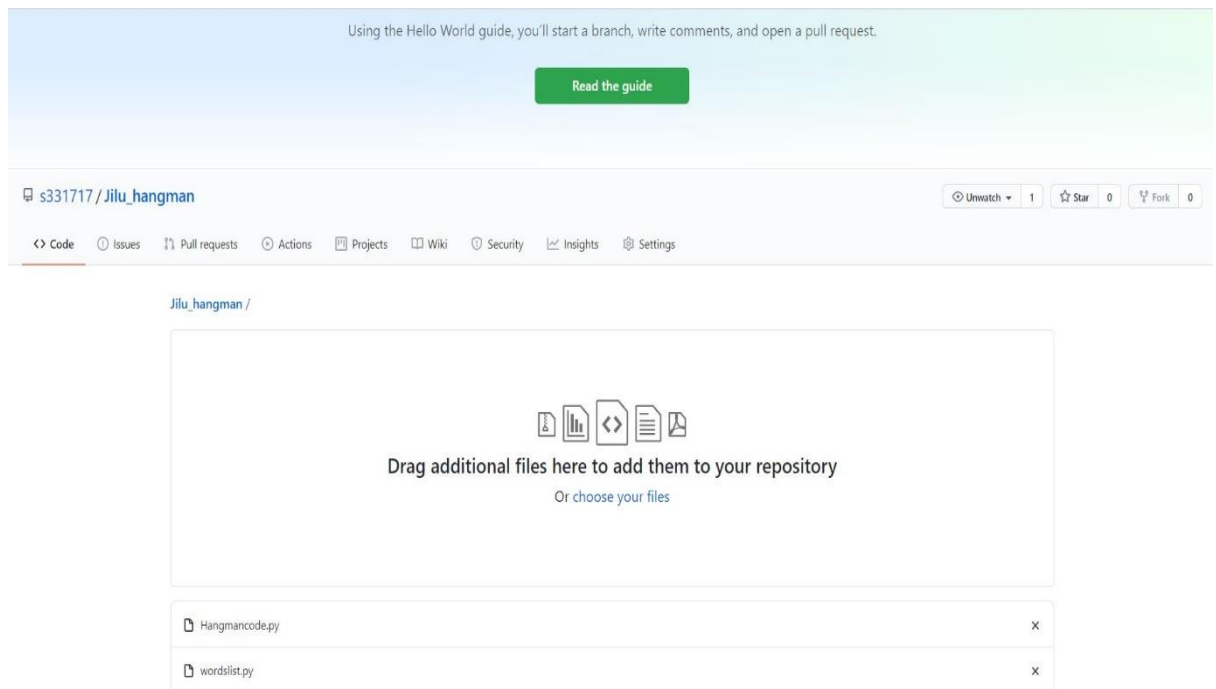 Using the Hello World guide, you'll start a branch, write comments, and open a pull request.
Read the guide
s331717 / Jilu_hangman
Unwatch 1 Star 0 Fork 0
<> Code Issues Pull requests Actions Projects Wiki Security Insights Settings
Jilu_hangman /
Drag additional files here to add them to your repository
Or choose your files
Hangmancode.py x
wordslist.py x